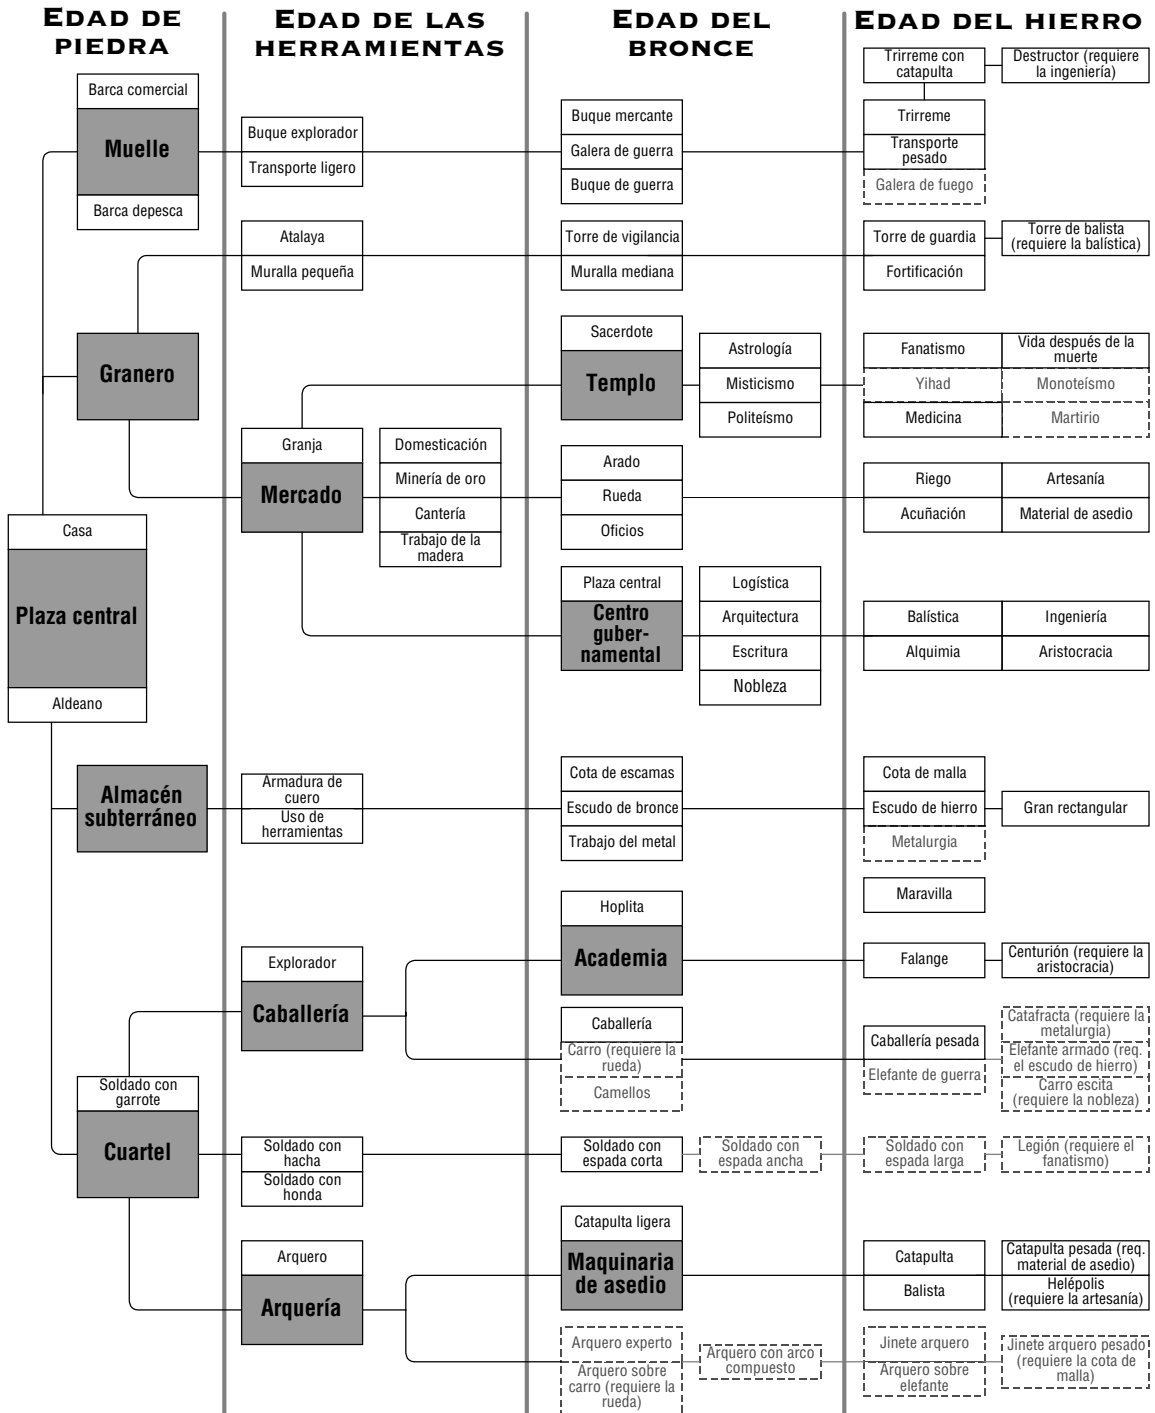 EDAD DE
PIEDRA
EDAD DE LAS
HERRAMIENTAS
EDAD DEL
BRONCE
EDAD DEL HIERRO
Barca comercial
Muelle
Barca depesca
Buque explorador
Transporte ligero
Buque mercante
Galera de guerra
Buque de guerra
Trirreme con
catapulta
Destructor (requiere
la ingeniería)
Trirreme
Transporte
pesado
Galera de fuego
Granero
Atalaya
Muralla pequeña
Torre de vigilancia
Muralla mediana
Torre de guardia
Fortificación
Torre de balista
(requiere la balística)
Sacerdote
Templo
Astrología
Misticismo
Politeísmo
Fanatismo
Vida después de la
muerte
Yihad
Monoteísmo
Medicina
Martirio
Granja
Mercado
Domesticación
Minería de oro
Cantería
Trabajo de la
madera
Arado
Rueda
Oficios
Riego
Artesanía
Acuñación
Material de asedio
Casa
Plaza central
Aldeano
Plaza central
Centro
guber-
namental
Logística
Arquitectura
Escritura
Nobleza
Balística
Ingeniería
Alquimia
Aristocracia
Almacén
subterráneo
Armadura de
cuero
Uso de
herramientas
Cota de escamas
Escudo de bronce
Trabajo del metal
Cota de malla
Escudo de hierro
Metalurgia
Gran rectangular
Maravilla
Explorador
Caballería
Hoplita
Academia
Falange
Centurión (requiere la
aristocracia)
Caballería
Carro (requiere la
rueda)
Camellos
Caballería pesada
Elefante de guerra
Catafracta (requiere la
metalurgia)
Elefante armado (req.
el escudo de hierro)
Carro escita
(requiere la nobleza)
Soldado con
garrote
Cuartel
Soldado con
hacha
Soldado con
honda
Soldado con
espada corta
Soldado con
espada ancha
Soldado con
espada larga
Legión (requiere el
fanatismo)
Arquero
Arquería
Catapulta ligera
Maquinaria
de asedio
Catapulta
Balista
Catapulta pesada (req.
material de asedio)
Helépolis
(requiere la artesanía)
Arquero experto
Arquero sobre
carro (requiere la
rueda)
Arquero con arco
compuesto
Jinete arquero
Arquero sobre
elefante
Jinete arquero pesado
(requiere la cota de
malla)